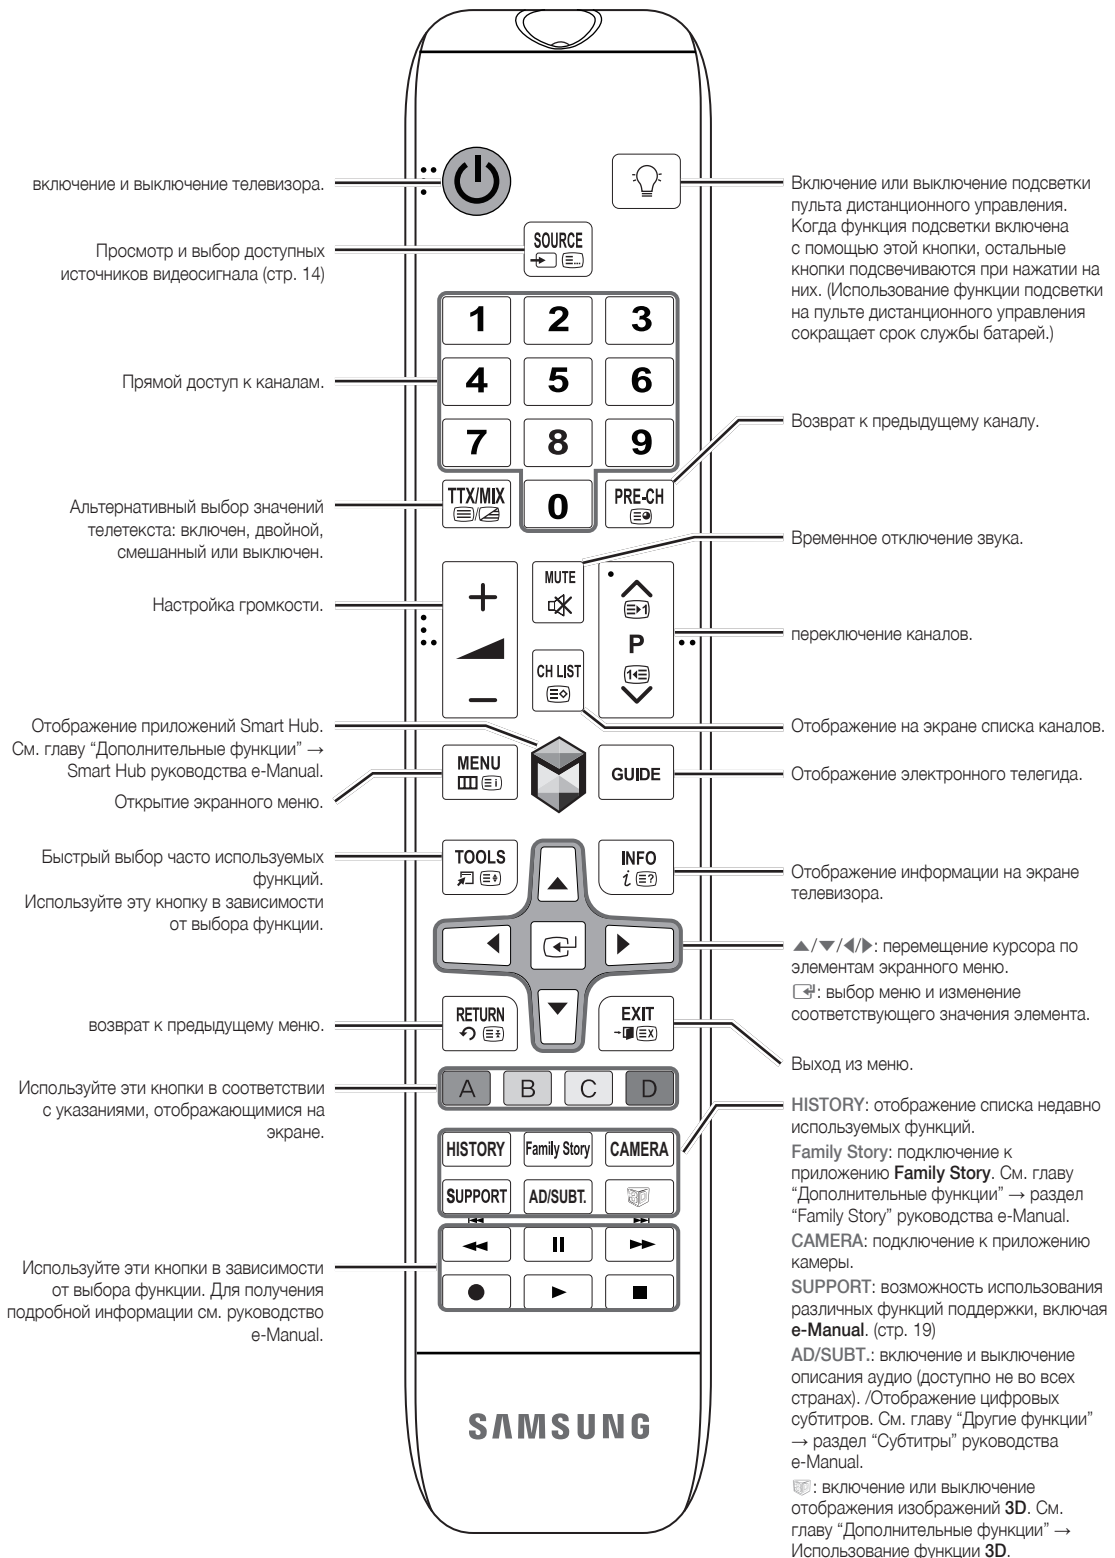 включение и выключение телевизора.
Просмотр и выбор доступных
источников видеосигнала (стр. 14)
Прямой доступ к каналам.
Альтернативный выбор значений
телетекста: включен, двойной,
смешанный или выключен.
Настройка громкости.
Отображение приложений Smart Hub.
См. главу “Дополнительные функции” →
Smart Hub руководства e-Manual.
Открытие экранного меню.
Быстрый выбор часто используемых
функций.
Используйте эту кнопку в зависимости
от выбора функции.
возврат к предыдущему меню.
Используйте эти кнопки в соответствии
с указаниями, отображающимися на
экране.
Используйте эти кнопки в зависимости
от выбора функции. Для получения
подробной информации см. руководство
e-Manual.
SOURCE
1 2 3
4 5 6
7 8 9
TTX/MIX 0 PRE-CH
MUTE
P
CH LIST
MENU GUIDE
TOOLS INFO
RETURN EXIT
A B C D
HISTORY Family Story CAMERA
SUPPORT AD/SUBT.
SAMSUNG
Включение или выключение подсветки
пульта дистанционного управления.
Когда функция подсветки включена
с помощью этой кнопки, остальные
кнопки подсвечиваются при нажатии на
них. (Использование функции подсветки
на пульте дистанционного управления
сокращает срок службы батарей.)
Возврат к предыдущему каналу.
Временное отключение звука.
переключение каналов.
Отображение на экране списка каналов.
Отображение электронного телегида.
Отображение информации на экране
телевизора.
▲/▼/◀/▶: перемещение курсора по
элементам экранного меню.
: выбор меню и изменение
соответствующего значения элемента.
Выход из меню.
HISTORY: отображение списка недавно
используемых функций.
Family Story: подключение к
приложению Family Story. См. главу
“Дополнительные функции” → раздел
“Family Story” руководства e-Manual.
CAMERA: подключение к приложению
камеры.
SUPPORT: возможность использования
различных функций поддержки, включая
e-Manual. (стр. 19)
AD/SUBT.: включение и выключение
описания аудио (доступно не во всех
странах). /Отображение цифровых
субтитров. См. главу “Другие функции”
→ раздел “Субтитры” руководства
e-Manual.
: включение или выключение
отображения изображений 3D. См.
главу “Дополнительные функции” →
Использование функции 3D.